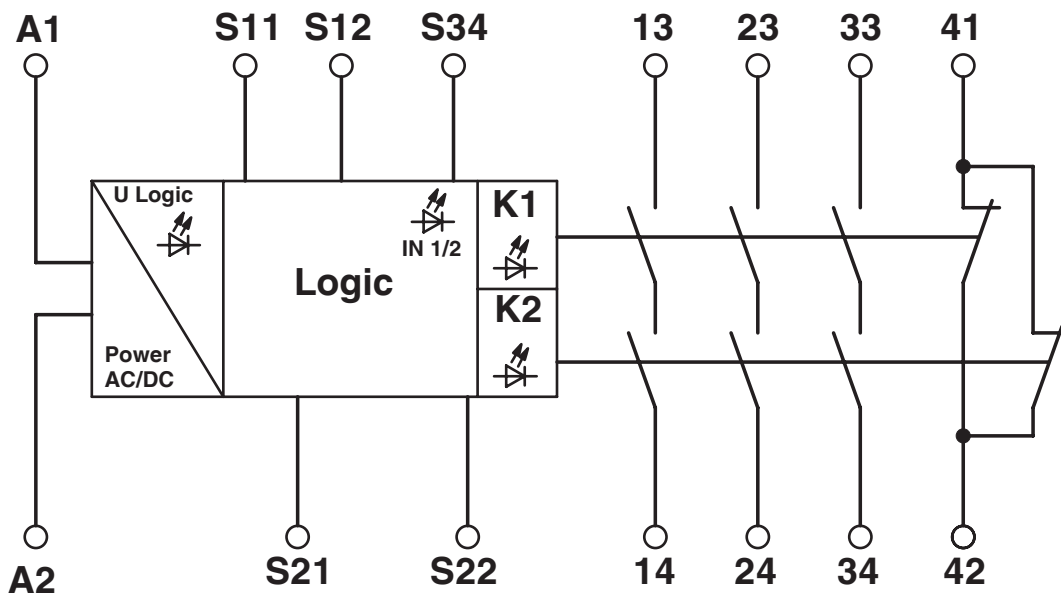 A1
S11
S12
S34
13
23
33
41
U Logic
IN 1/2
K1
Logic
K2
Power
AC/DC
A2
S21
S22
14
24
34
42